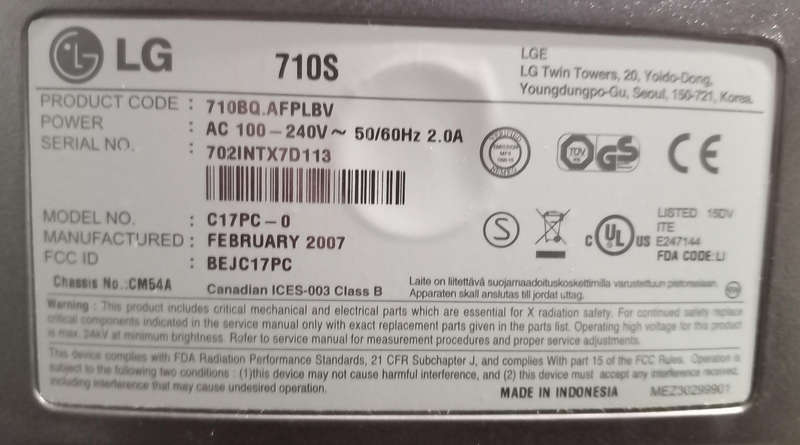 LG
710S
LGE
LG Twin Towers, 20, Yoido-Dong,
Youngdungpo-Gu, Seoul, 150-721, Korea.
PRODUCT CODE : 710BQ.AFPLBV
POWER : AC 100-240V~ 50/60Hz 2.0A
SERIAL NO. : 702INTX7D113
TÜV GS CE
MODEL NO. : C17PC-0
MANUFACTURED : FEBRUARY 2007
FCC ID : BEJC17PC
S
C UL US
LISTED 15DV
ITE
E247144
FDA CODE:LI
Chassis No.:CM54A
Canadian ICES-003 Class B
Laite on liitettävä suojamaadoituskoskettimilla varustettuun pistorasiaan.
Apparaten skall anslutas till jordat uttag.
Warning : This product includes critical mechanical and electrical parts which are essential for X radiation safety. For continued safety replace
critical components indicated in the service manual only with exact replacement parts given in the parts list. Operating high voltage for this product
is max. 24kV at minimum brightness. Refer to service manual for measurement procedures and proper service adjustments.
This device complies with FDA Radiation Performance Standards, 21 CFR Subchapter J, and complies With part 15 of the FCC Rules. Operation is
subject to the following two conditions : (1)this device may not cause harmful interference, and (2) this device must accept any interference received,
including interference that may cause undesired operation.
MADE IN INDONESIA
MEZ30299901